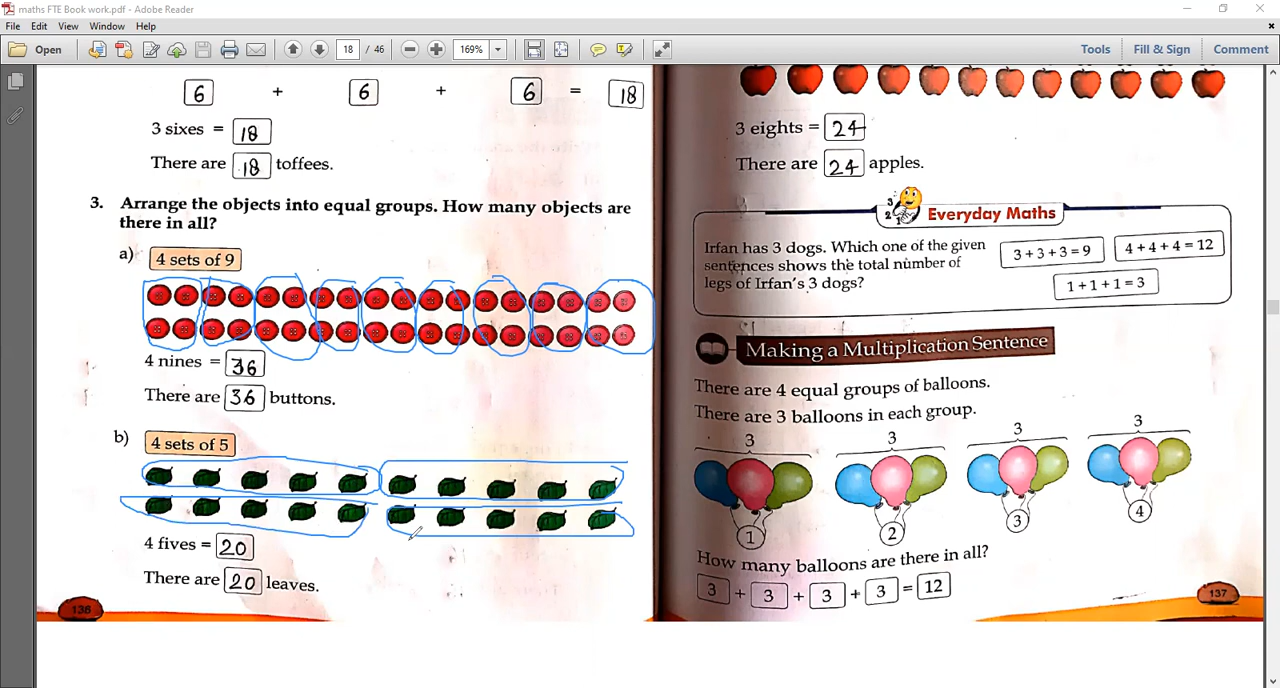 maths FTE Book work.pdf - Adobe Reader
File Edit View Window Help
Open 18 / 46 169% Tools Fill & Sign Comment
6 + 6 + 6 = 18
3 sixes = 18
There are 18 toffees.
3. Arrange the objects into equal groups. How many objects are
there in all?
a) 4 sets of 9
4 nines = 36
There are 36 buttons.
b) 4 sets of 5
4 fives = 20
There are 20 leaves.
136
3 eights = 24
There are 24 apples.
3
2
1
Everyday Maths
Irfan has 3 dogs. Which one of the given
sentences shows the total number of
legs of Irfan's 3 dogs?
3 + 3 + 3 = 9
4 + 4 + 4 = 12
1 + 1 + 1 = 3
Making a Multiplication Sentence
There are 4 equal groups of balloons.
There are 3 balloons in each group.
3 3 3 3
1 2 3 4
How many balloons are there in all?
3 + 3 + 3 + 3 = 12
137